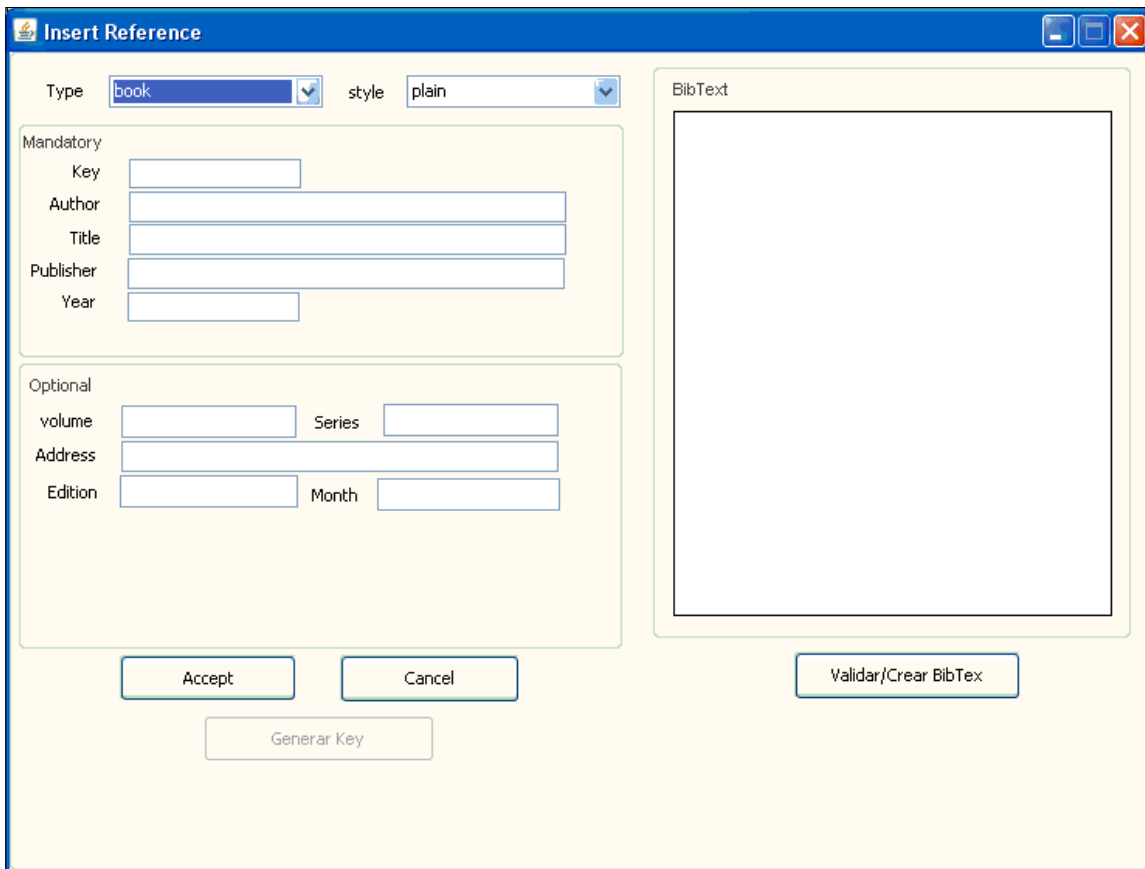 Insert Reference
Type book style plain
Mandatory
Key
Author
Title
Publisher
Year
Optional
volume Series
Address
Edition Month
Accept Cancel
Generar Key
BibText
Validar/Crear BibTex